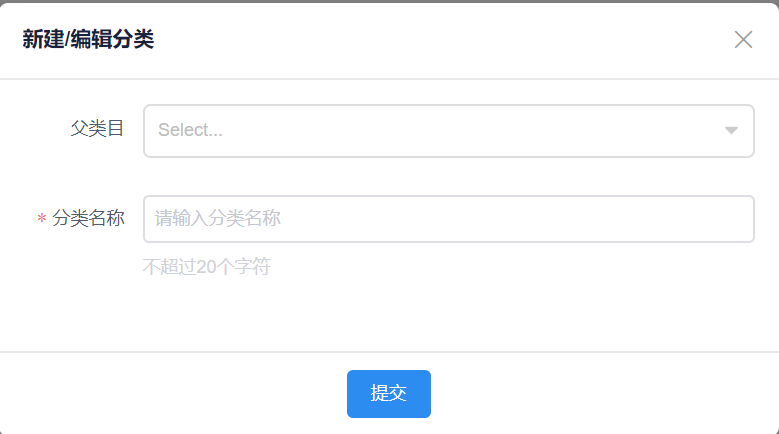 新建/编辑分类
父类目
Select...
* 分类名称
请输入分类名称
不超过20个字符
提交